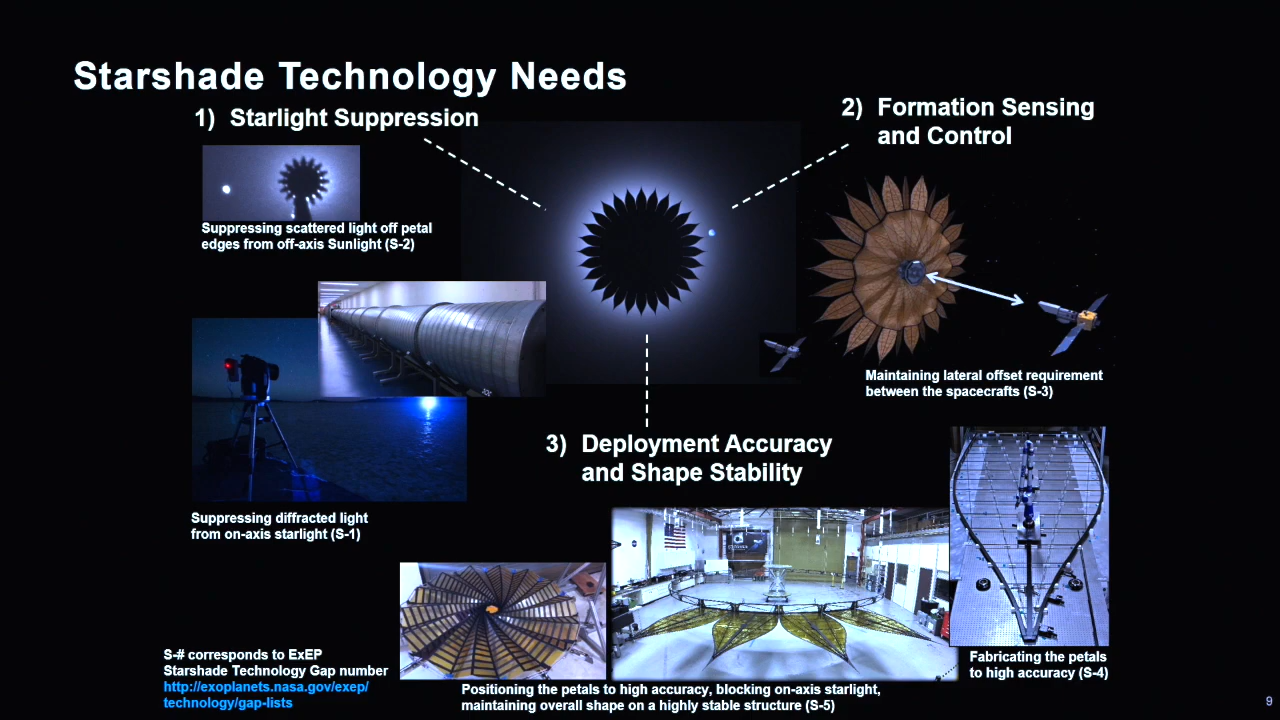 Starshade Technology Needs
1) Starlight Suppression
2) Formation Sensing
and Control
Suppressing scattered light off petal
edges from off-axis Sunlight (S-2)
Maintaining lateral offset requirement
between the spacecrafts (S-3)
3) Deployment Accuracy
and Shape Stability
Suppressing diffracted light
from on-axis starlight (S-1)
S-# corresponds to ExEP
Starshade Technology Gap number
http://exoplanets.nasa.gov/exep/
technology/gap-lists
Fabricating the petals
to high accuracy (S-4)
Positioning the petals to high accuracy, blocking on-axis starlight,
maintaining overall shape on a highly stable structure (S-5)
9